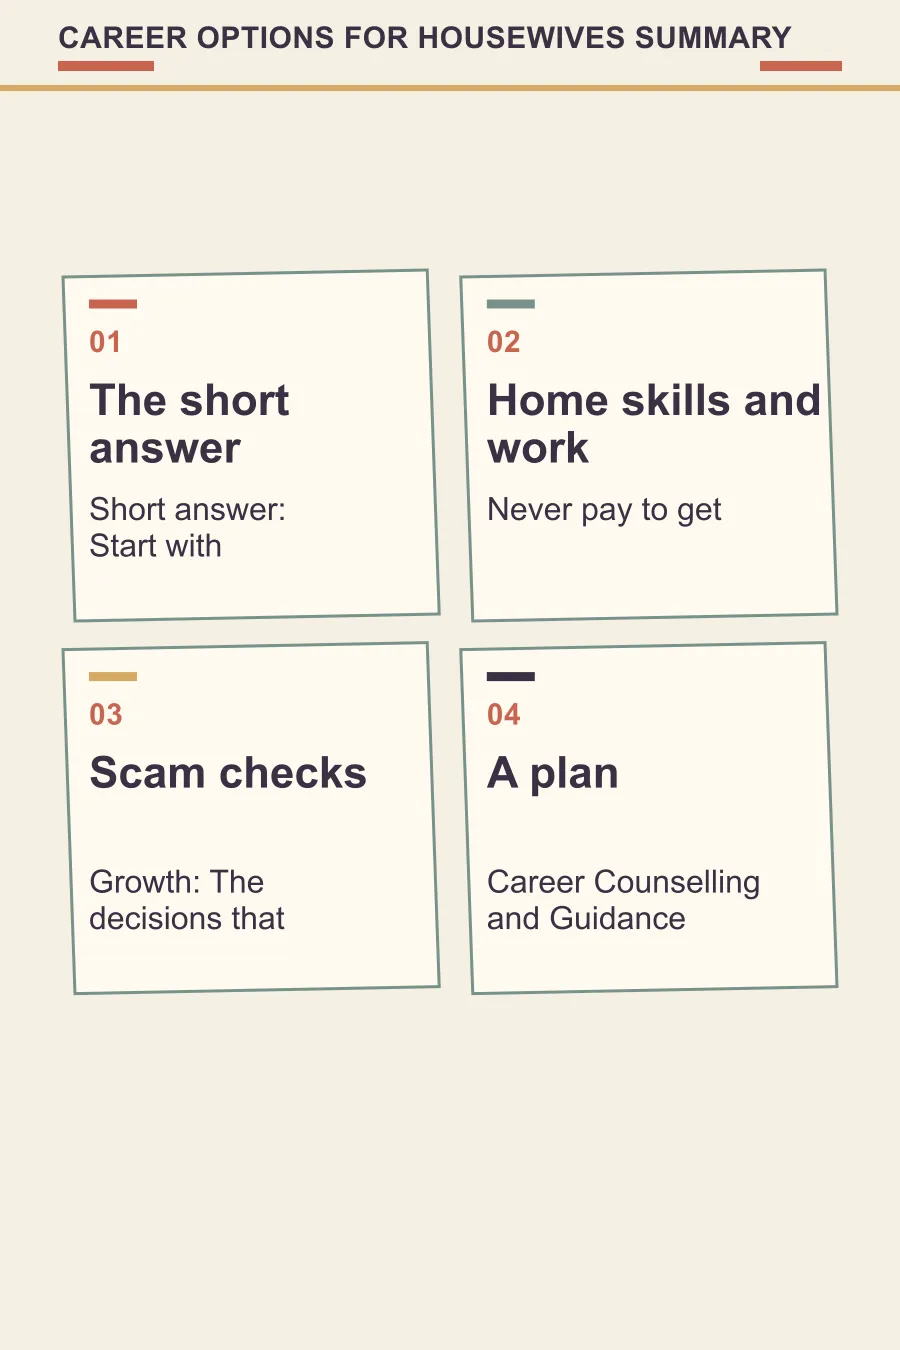 CAREER OPTIONS FOR HOUSEWIVES SUMMARY
01
The short
answer
Short answer:
Start with
02
Home skills and
work
Never pay to get
03
Scam checks
Growth: The
decisions that
04
A plan
Career Counselling
and Guidance